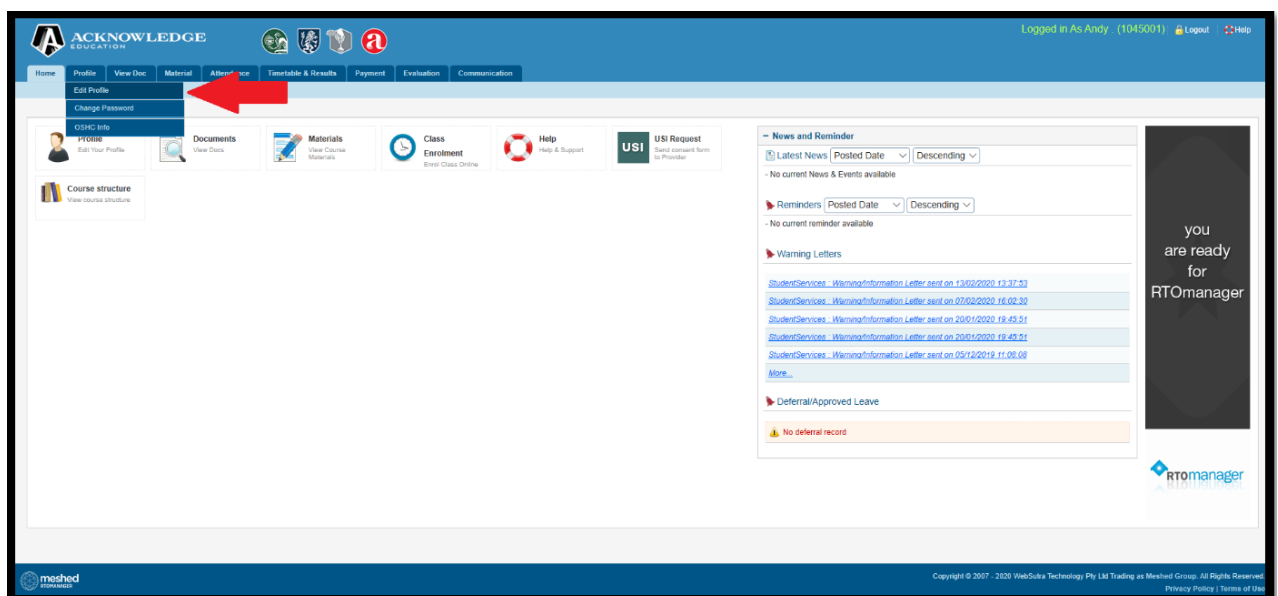 Logged in As Andy . (1045001) Logout Help
ACKNOWLEDGE
EDUCATION
a
Home Profile View Doc Material Attendance Timetable & Results Payment Evaluation Communication
Edit Profile
Change Password
OSHC Info
Profile
Edit Your Profile
Documents
View Docs
Materials
View Course
Materials
Class
Enrolment
Enrol Class Online
Help
Help & Support
USI
USI Request
Send consent form
to Provider
Course structure
View course structure
− News and Reminder
Latest News Posted Date Descending
- No current News & Events available
Reminders Posted Date Descending
- No current reminder available
Warning Letters
StudentServices : Warning/Information Letter sent on 13/02/2020 13:37:53
StudentServices : Warning/Information Letter sent on 07/02/2020 16:02:30
StudentServices : Warning/Information Letter sent on 20/01/2020 19:45:51
StudentServices : Warning/Information Letter sent on 20/01/2020 19:45:51
StudentServices : Warning/Information Letter sent on 05/12/2019 11:08:08
More...
Deferral/Approved Leave
No deferral record
you
are ready
for
RTOmanager
RTOmanager
meshed
RTOMANAGER
Copyright © 2007 - 2020 WebSutra Technology Pty Ltd Trading as Meshed Group. All Rights Reserved.
Privacy Policy | Terms of Use